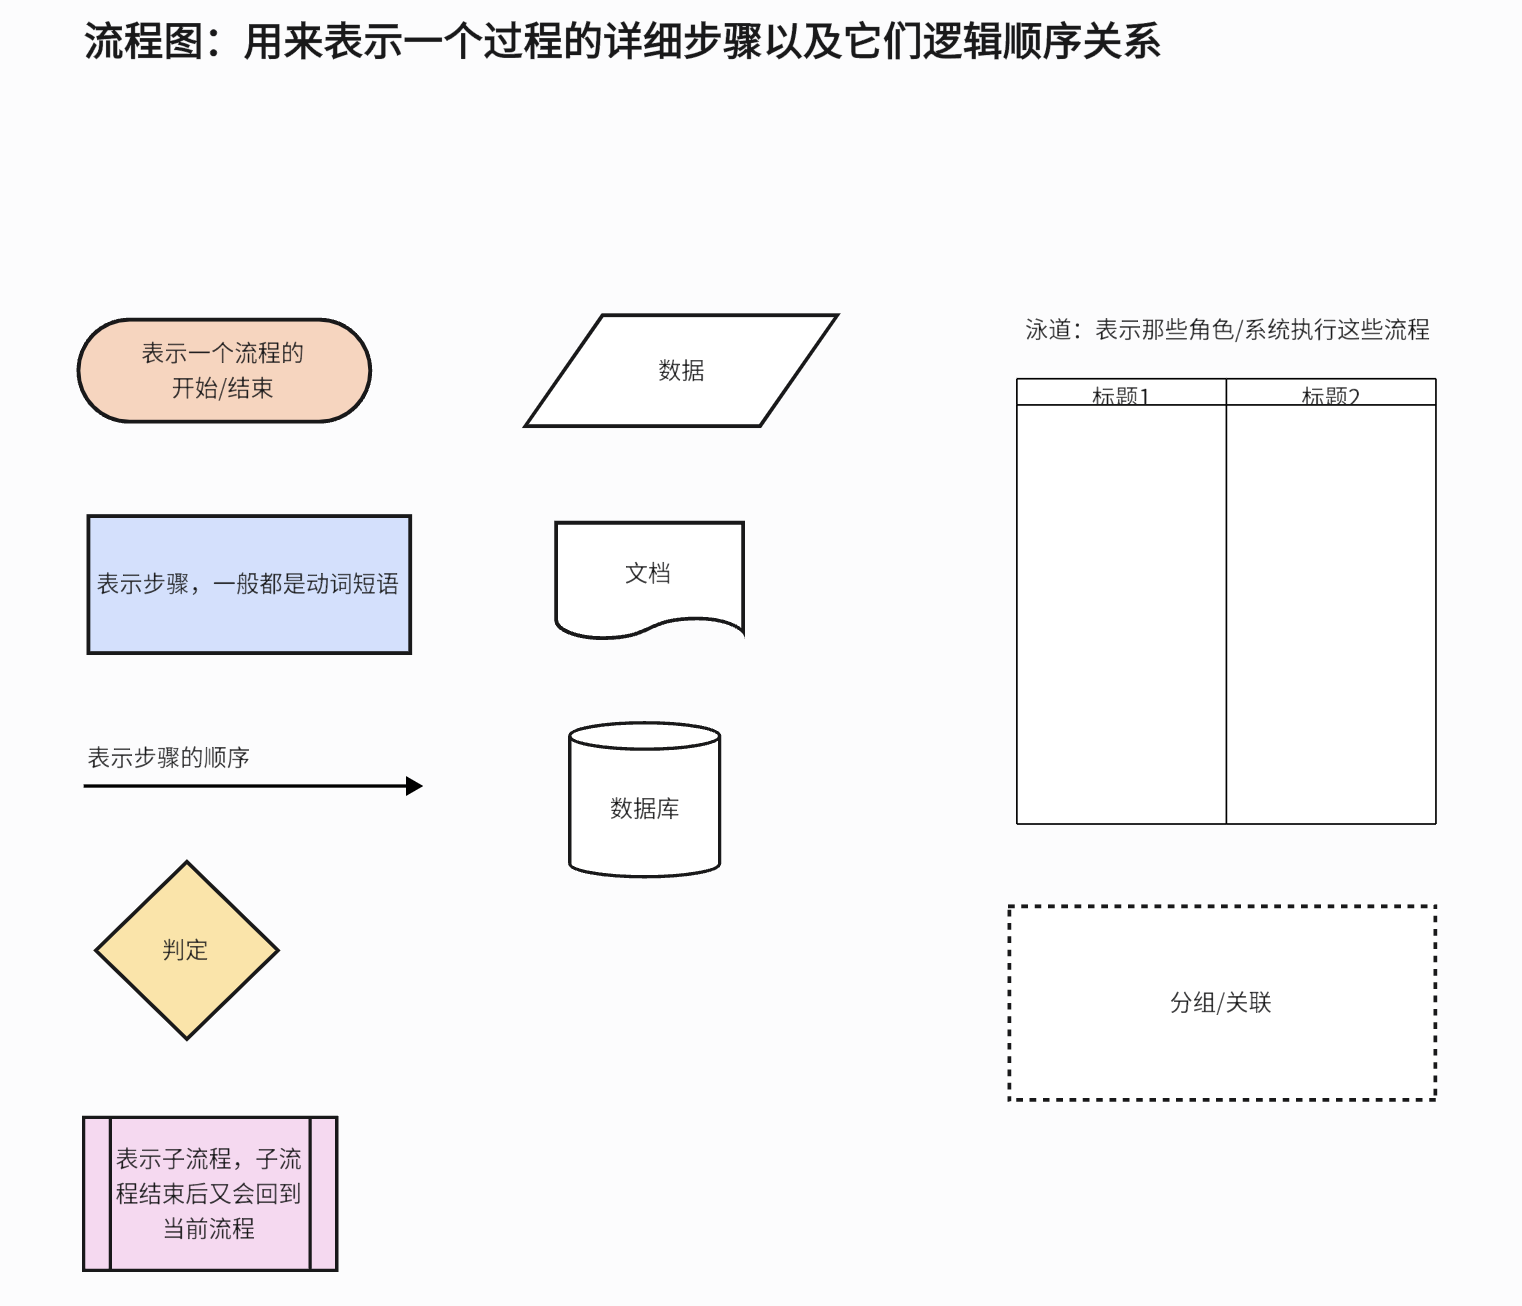 流程图：用来表示一个过程的详细步骤以及它们逻辑顺序关系
表示一个流程的
开始/结束
数据
泳道：表示那些角色/系统执行这些流程
标题1
标题2
表示步骤，一般都是动词短语
文档
表示步骤的顺序
数据库
判定
分组/关联
表示子流程，子流
程结束后又会回到
当前流程